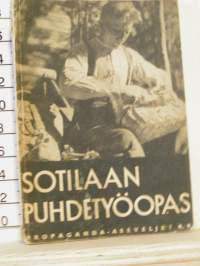 SOTILAAN
PUHDETYÖOPAS
PROPAGANDA-ASEVELJET R.Y.